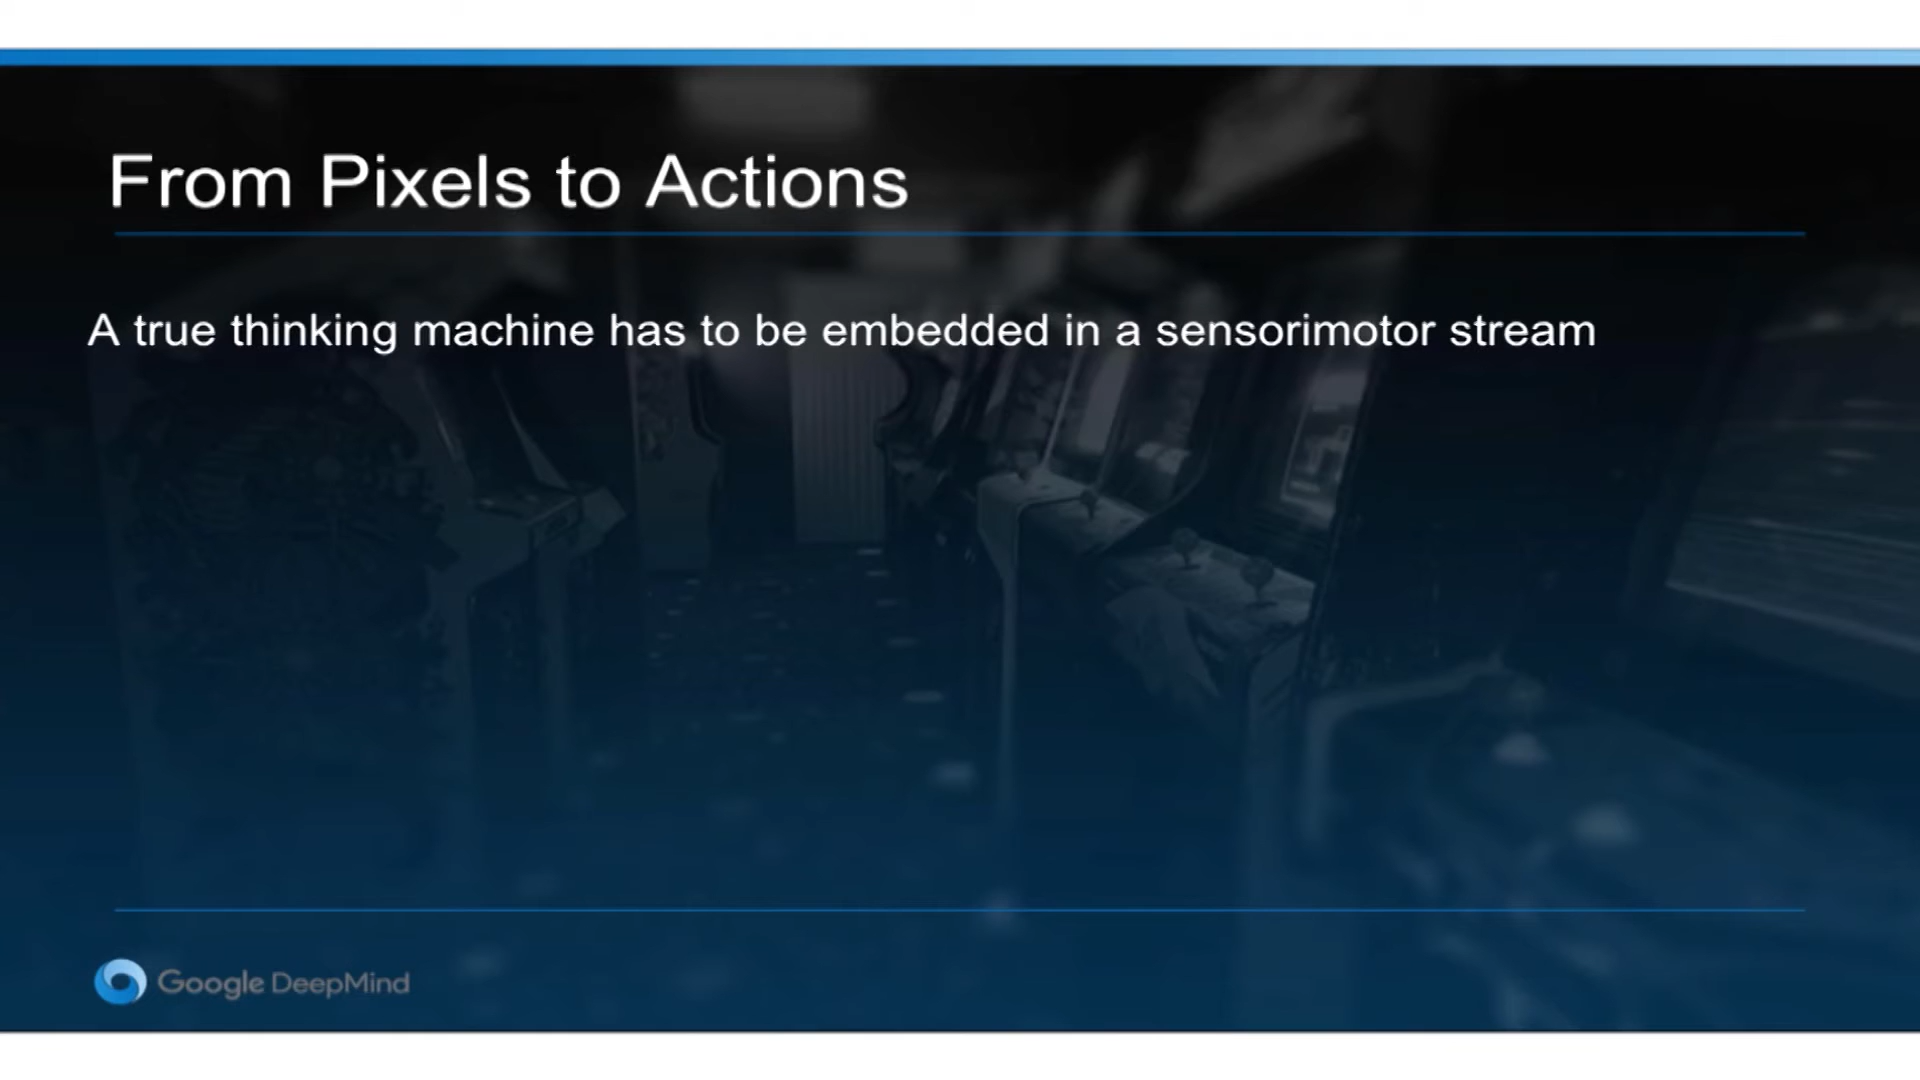 From Pixels to Actions
A true thinking machine has to be embedded in a sensorimotor stream
Google DeepMind